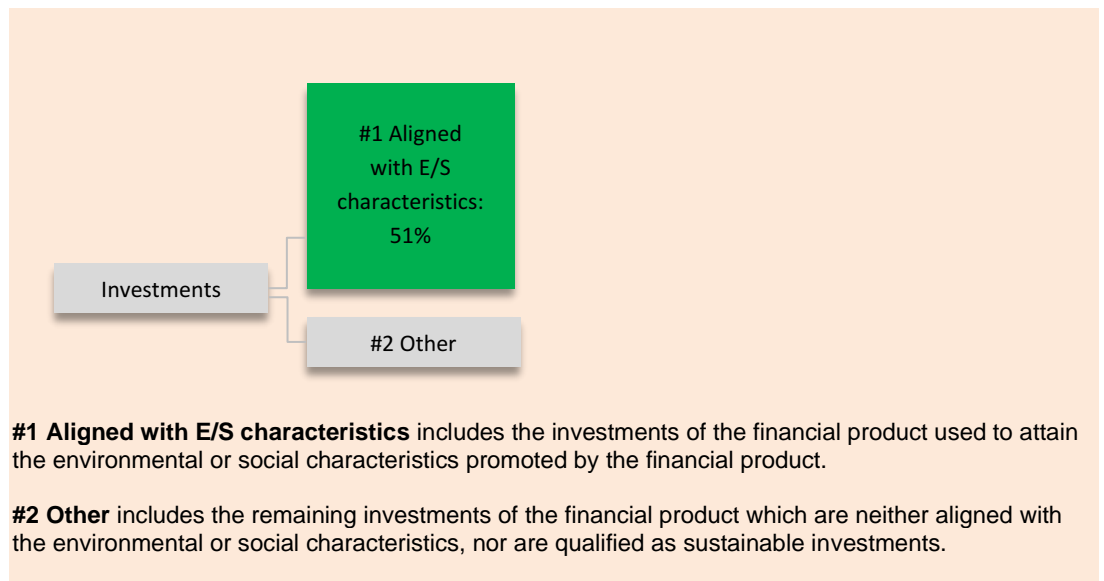 #1 Aligned
with E/S
characteristics:
51%
Investments
#2 Other
#1 Aligned with E/S characteristics includes the investments of the financial product used to attain
the environmental or social characteristics promoted by the financial product.
#2 Other includes the remaining investments of the financial product which are neither aligned with
the environmental or social characteristics, nor are qualified as sustainable investments.